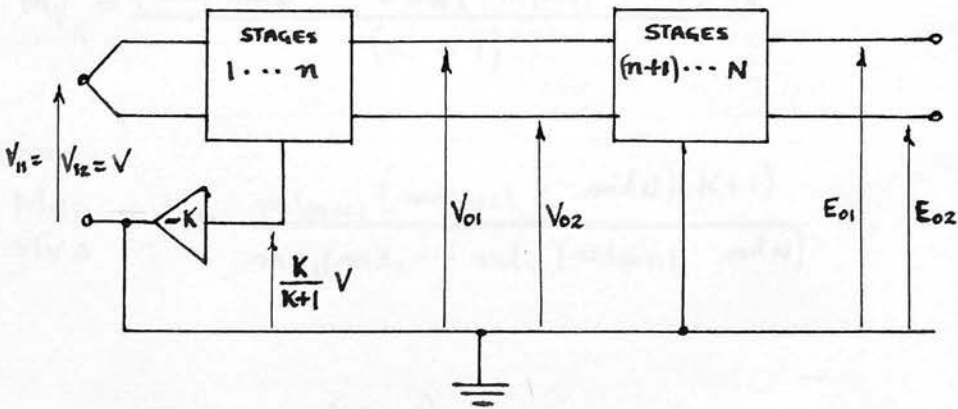 STAGES
1 ··· n
STAGES
(n+1) ··· N
V₁₁ =
V₁₂ = V
-K
K/K+1 V
V₀₁
V₀₂
E₀₁
E₀₂